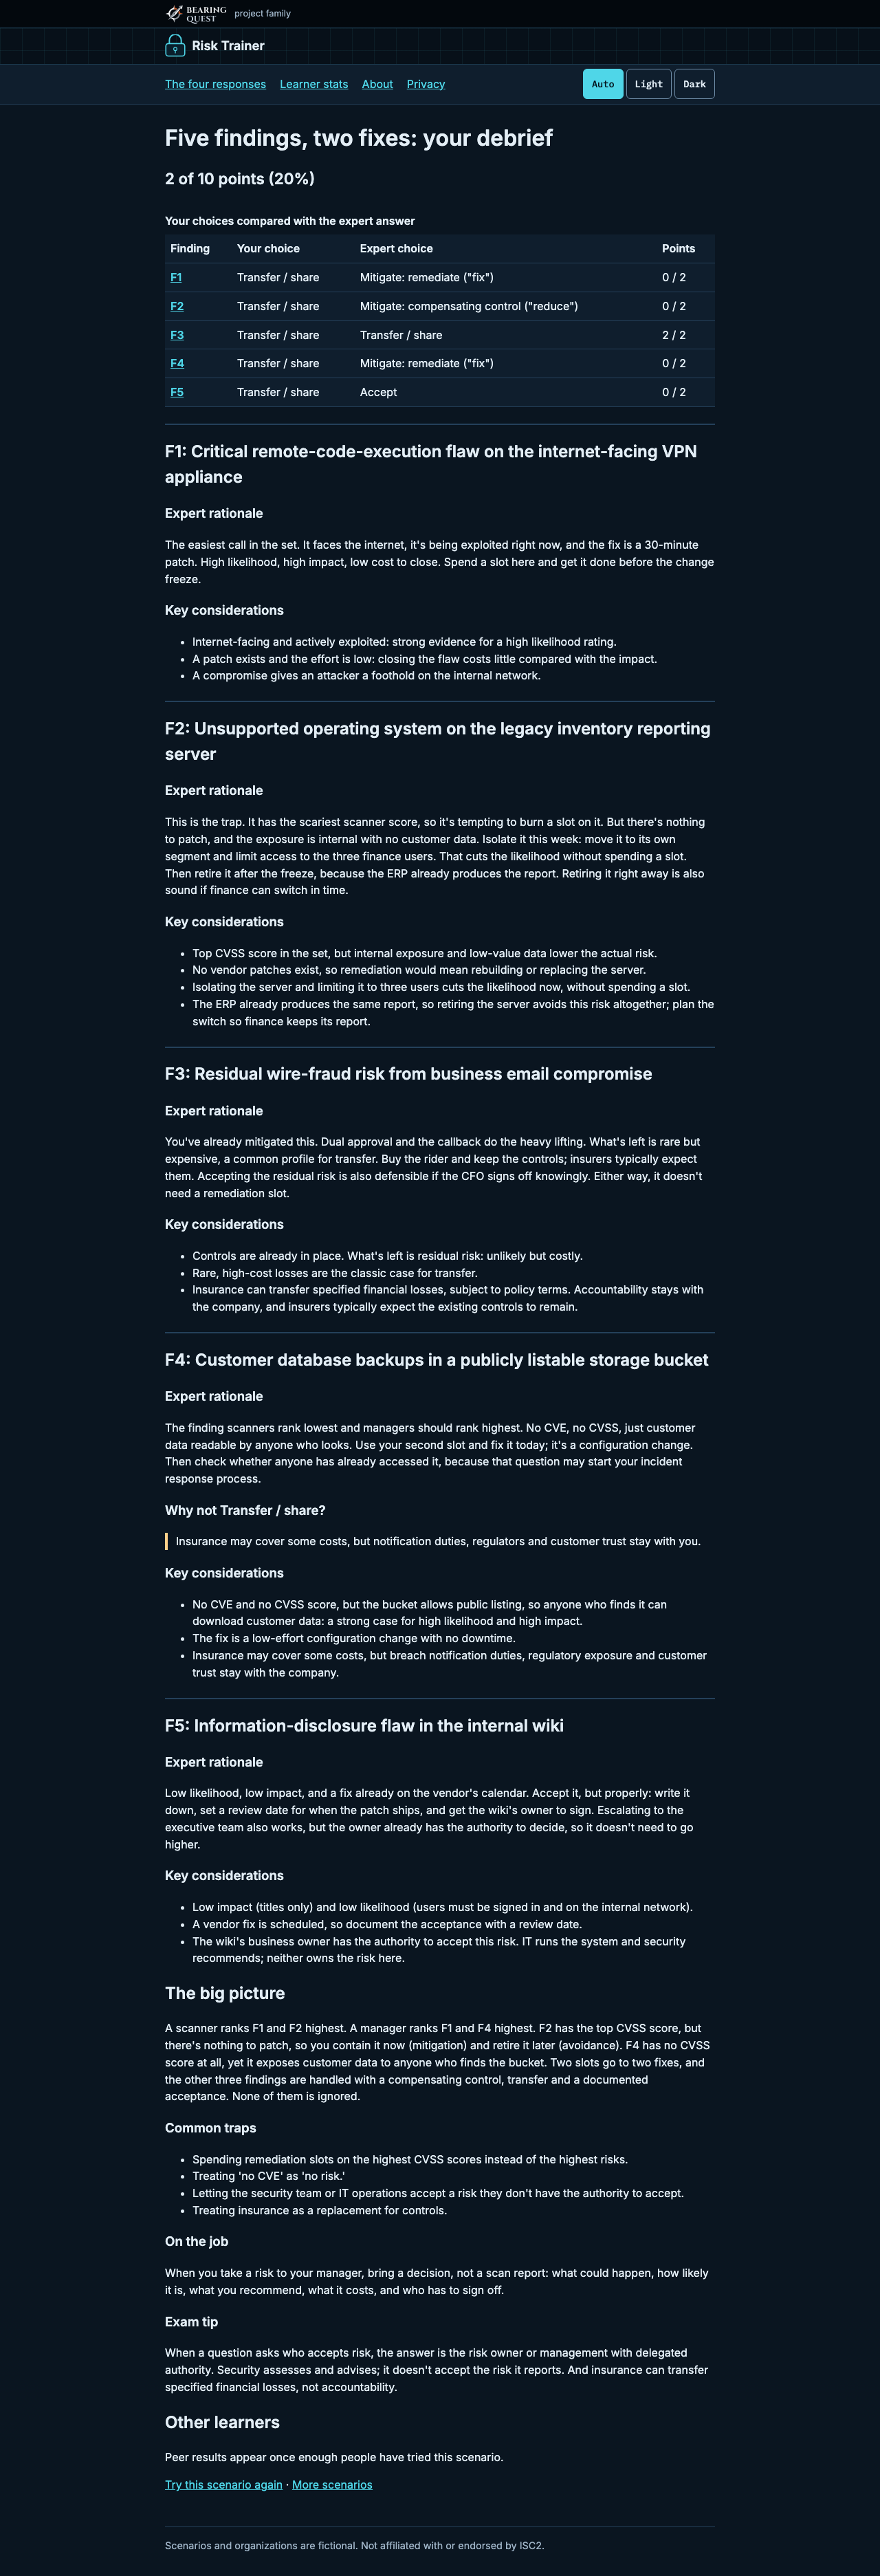 BEARING QUEST project family
Risk Trainer
The four responses Learner stats About Privacy Auto Light Dark
Five findings, two fixes: your debrief
2 of 10 points (20%)
Your choices compared with the expert answer
Finding Your choice Expert choice Points
F1 Transfer / share Mitigate: remediate ("fix") 0 / 2
F2 Transfer / share Mitigate: compensating control ("reduce") 0 / 2
F3 Transfer / share Transfer / share 2 / 2
F4 Transfer / share Mitigate: remediate ("fix") 0 / 2
F5 Transfer / share Accept 0 / 2
F1: Critical remote-code-execution flaw on the internet-facing VPN
appliance
Expert rationale
The easiest call in the set. It faces the internet, it's being exploited right now, and the fix is a 30-minute
patch. High likelihood, high impact, low cost to close. Spend a slot here and get it done before the change
freeze.
Key considerations
• Internet-facing and actively exploited: strong evidence for a high likelihood rating.
• A patch exists and the effort is low: closing the flaw costs little compared with the impact.
• A compromise gives an attacker a foothold on the internal network.
F2: Unsupported operating system on the legacy inventory reporting
server
Expert rationale
This is the trap. It has the scariest scanner score, so it's tempting to burn a slot on it. But there's nothing
to patch, and the exposure is internal with no customer data. Isolate it this week: move it to its own
segment and limit access to the three finance users. That cuts the likelihood without spending a slot.
Then retire it after the freeze, because the ERP already produces the report. Retiring it right away is also
sound if finance can switch in time.
Key considerations
• Top CVSS score in the set, but internal exposure and low-value data lower the actual risk.
• No vendor patches exist, so remediation would mean rebuilding or replacing the server.
• Isolating the server and limiting it to three users cuts the likelihood now, without spending a slot.
• The ERP already produces the same report, so retiring the server avoids this risk altogether; plan the
switch so finance keeps its report.
F3: Residual wire-fraud risk from business email compromise
Expert rationale
You've already mitigated this. Dual approval and the callback do the heavy lifting. What's left is rare but
expensive, a common profile for transfer. Buy the rider and keep the controls; insurers typically expect
them. Accepting the residual risk is also defensible if the CFO signs off knowingly. Either way, it doesn't
need a remediation slot.
Key considerations
• Controls are already in place. What's left is residual risk: unlikely but costly.
• Rare, high-cost losses are the classic case for transfer.
• Insurance can transfer specified financial losses, subject to policy terms. Accountability stays with
the company, and insurers typically expect the existing controls to remain.
F4: Customer database backups in a publicly listable storage bucket
Expert rationale
The finding scanners rank lowest and managers should rank highest. No CVE, no CVSS, just customer
data readable by anyone who looks. Use your second slot and fix it today; it's a configuration change.
Then check whether anyone has already accessed it, because that question may start your incident
response process.
Why not Transfer / share?
Insurance may cover some costs, but notification duties, regulators and customer trust stay with you.
Key considerations
• No CVE and no CVSS score, but the bucket allows public listing, so anyone who finds it can
download customer data: a strong case for high likelihood and high impact.
• The fix is a low-effort configuration change with no downtime.
• Insurance may cover some costs, but breach notification duties, regulatory exposure and customer
trust stay with the company.
F5: Information-disclosure flaw in the internal wiki
Expert rationale
Low likelihood, low impact, and a fix already on the vendor's calendar. Accept it, but properly: write it
down, set a review date for when the patch ships, and get the wiki's owner to sign. Escalating to the
executive team also works, but the owner already has the authority to decide, so it doesn't need to go
higher.
Key considerations
• Low impact (titles only) and low likelihood (users must be signed in and on the internal network).
• A vendor fix is scheduled, so document the acceptance with a review date.
• The wiki's business owner has the authority to accept this risk. IT runs the system and security
recommends; neither owns the risk here.
The big picture
A scanner ranks F1 and F2 highest. A manager ranks F1 and F4 highest. F2 has the top CVSS score, but
there's nothing to patch, so you contain it now (mitigation) and retire it later (avoidance). F4 has no CVSS
score at all, yet it exposes customer data to anyone who finds the bucket. Two slots go to two fixes, and
the other three findings are handled with a compensating control, transfer and a documented
acceptance. None of them is ignored.
Common traps
• Spending remediation slots on the highest CVSS scores instead of the highest risks.
• Treating 'no CVE' as 'no risk.'
• Letting the security team or IT operations accept a risk they don't have the authority to accept.
• Treating insurance as a replacement for controls.
On the job
When you take a risk to your manager, bring a decision, not a scan report: what could happen, how likely
it is, what you recommend, what it costs, and who has to sign off.
Exam tip
When a question asks who accepts risk, the answer is the risk owner or management with delegated
authority. Security assesses and advises; it doesn't accept the risk it reports. And insurance can transfer
specified financial losses, not accountability.
Other learners
Peer results appear once enough people have tried this scenario.
Try this scenario again · More scenarios
Scenarios and organizations are fictional. Not affiliated with or endorsed by ISC2.